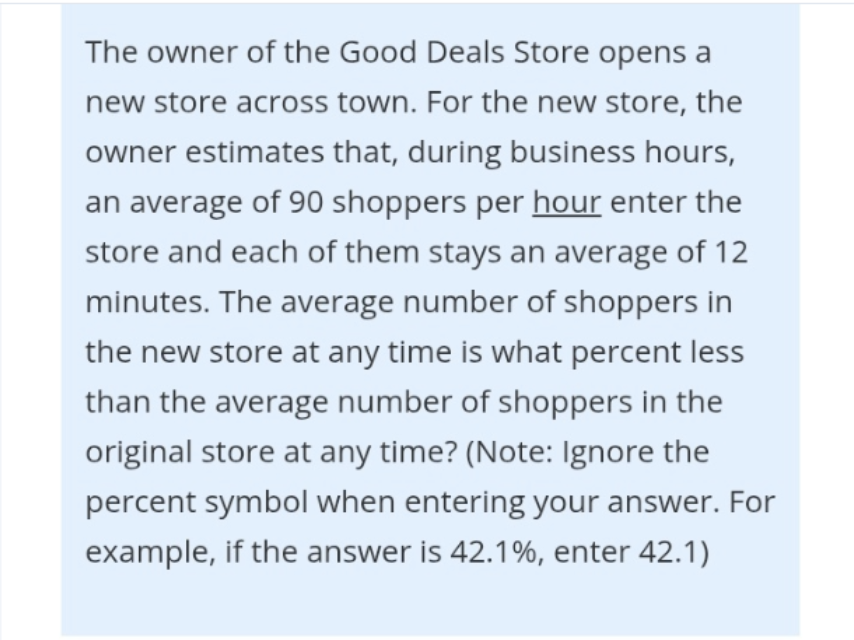 The owner of the Good Deals Store opens a
new store across town. For the new store, the
owner estimates that, during business hours,
an average of 90 shoppers per hour enter the
store and each of them stays an average of 12
minutes. The average number of shoppers in
the new store at any time is what percent less
than the average number of shoppers in the
original store at any time? (Note: Ignore the
percent symbol when entering your answer. For
example, if the answer is 42.1%, enter 42.1)